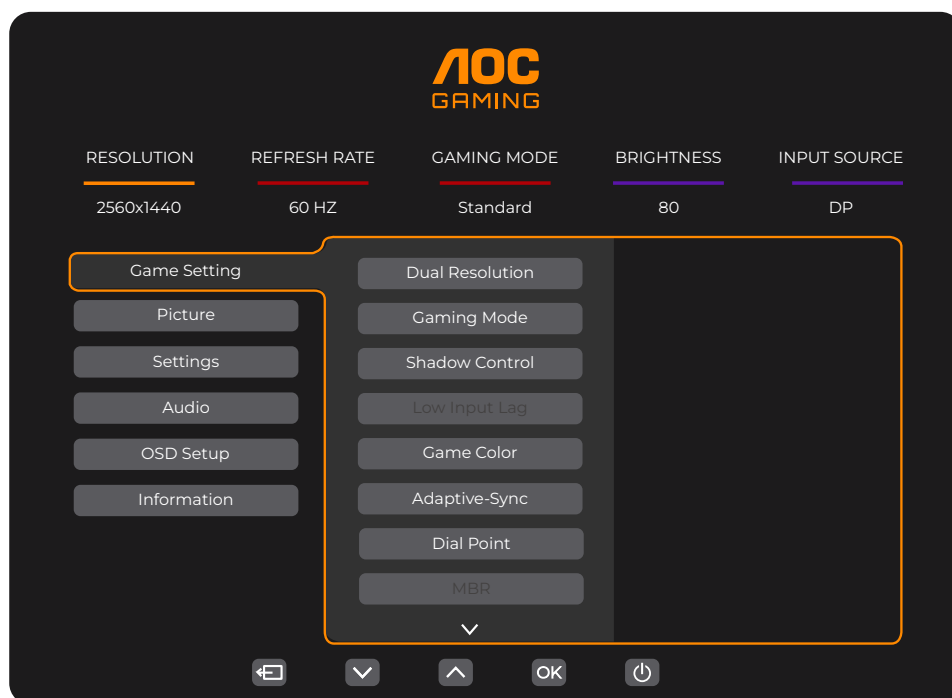 AOC
GAMING
RESOLUTION REFRESH RATE GAMING MODE BRIGHTNESS INPUT SOURCE
2560x1440 60 HZ Standard 80 DP
Game Setting
Picture
Settings
Audio
OSD Setup
Information
Dual Resolution
Gaming Mode
Shadow Control
Low Input Lag
Game Color
Adaptive-Sync
Dial Point
MBR
OK